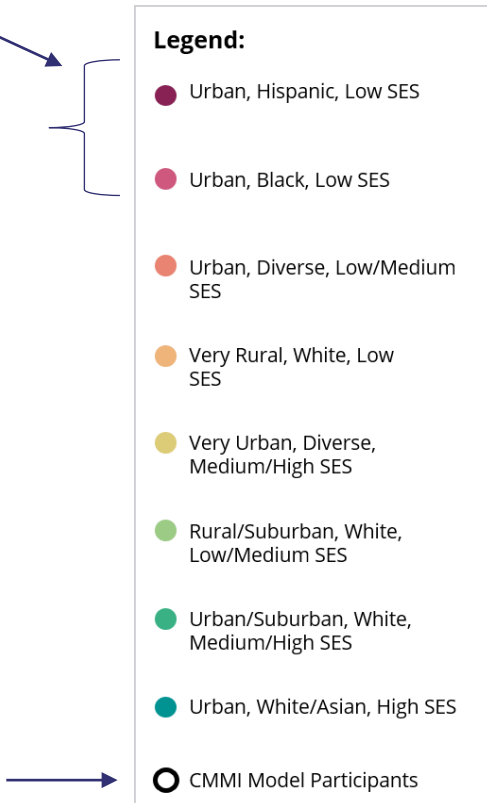 Legend:
Urban, Hispanic, Low SES
Urban, Black, Low SES
Urban, Diverse, Low/Medium
SES
Very Rural, White, Low
SES
Very Urban, Diverse,
Medium/High SES
Rural/Suburban, White,
Low/Medium SES
Urban/Suburban, White,
Medium/High SES
Urban, White/Asian, High SES
CMMI Model Participants